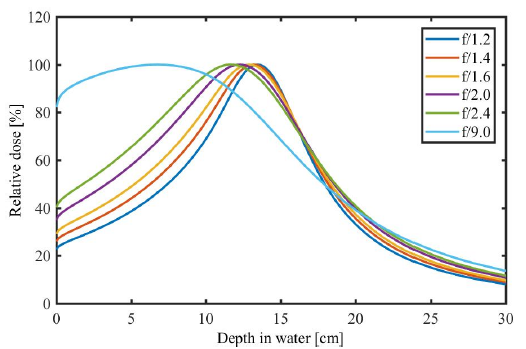 120
100
80
60
40
20
0
Relative dose [%]
f/1.2
f/1.4
f/1.6
f/2.0
f/2.4
f/9.0
0 5 10 15 20 25 30
Depth in water [cm]